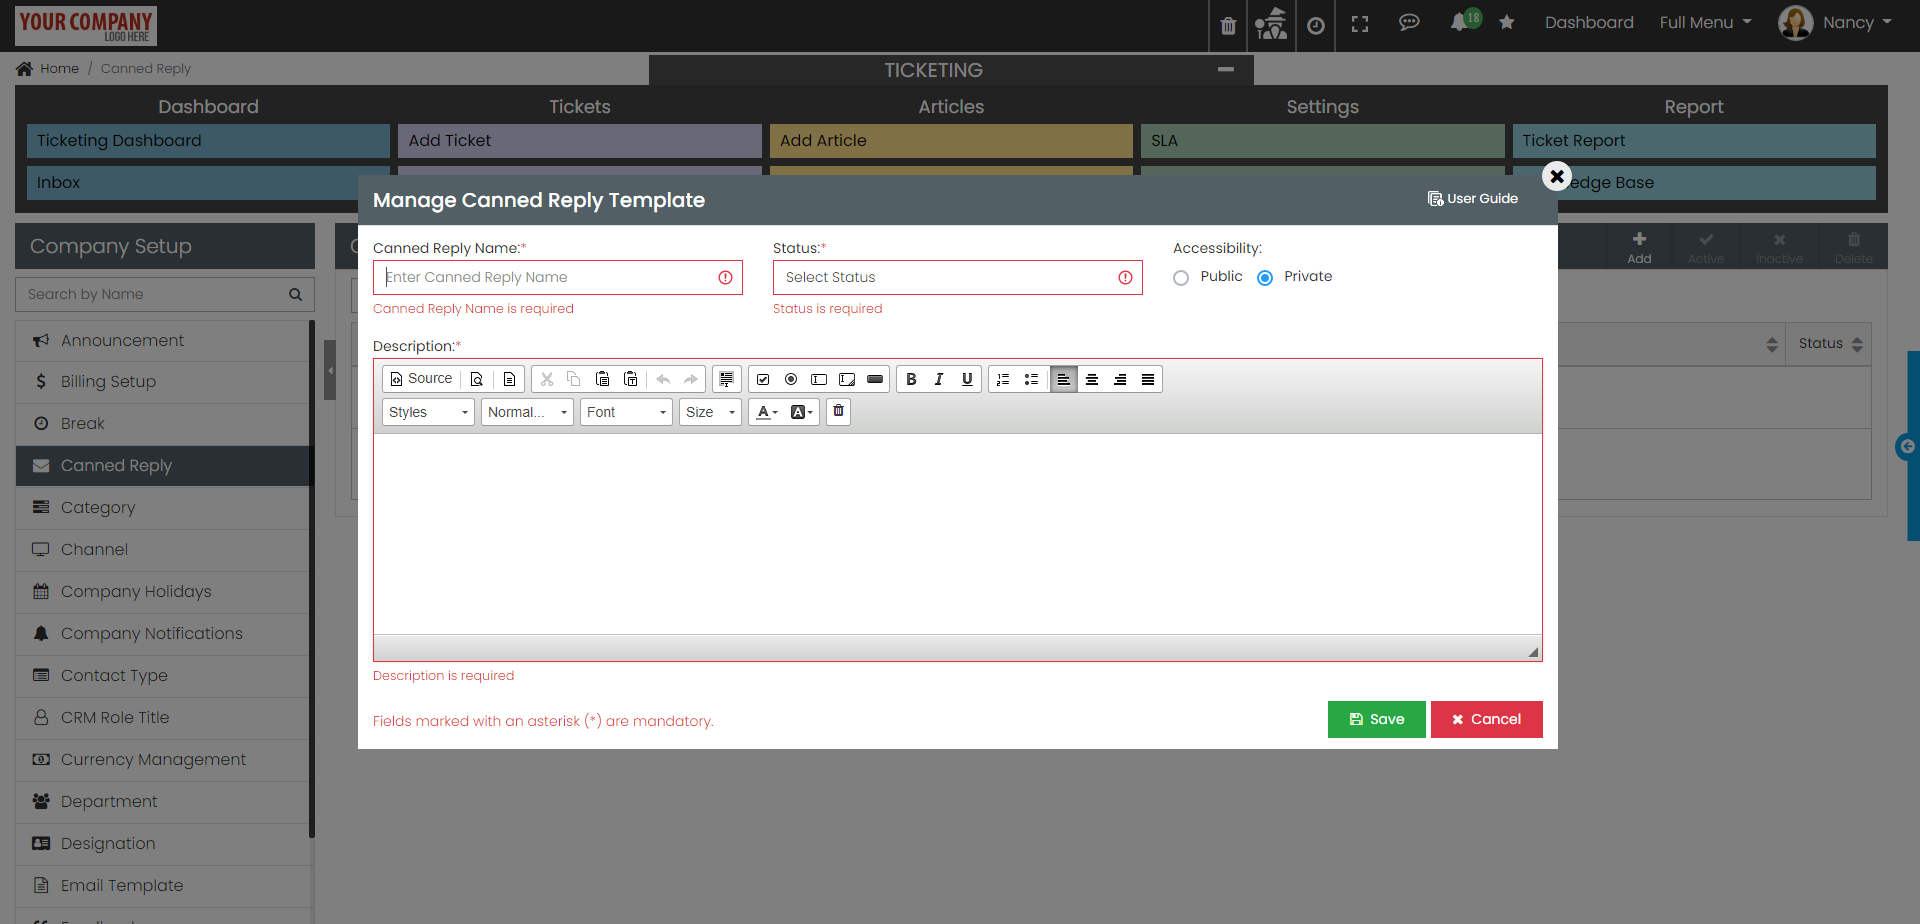 YOUR COMPANY
LOGO HERE
18
Dashboard
Full Menu
Nancy
Home / Canned Reply
TICKETING
Dashboard
Tickets
Articles
Settings
Report
Ticketing Dashboard
Add Ticket
Add Article
SLA
Ticket Report
Inbox
edge Base
Manage Canned Reply Template
User Guide
Company Setup
Search by Name
Announcement
Billing Setup
Break
Canned Reply
Category
Channel
Company Holidays
Company Notifications
Contact Type
CRM Role Title
Currency Management
Department
Designation
Email Template
Add
Active
Inactive
Delete
Status
Canned Reply Name:*
Enter Canned Reply Name
Canned Reply Name is required
Status:*
Select Status
Status is required
Accessibility:
Public
Private
Description:*
Source
Styles
Normal...
Font
Size
Description is required
Fields marked with an asterisk (*) are mandatory.
Save
Cancel